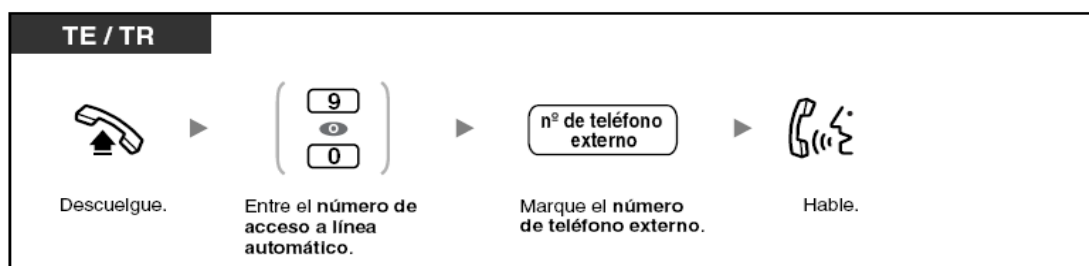 TE / TR
9
o
0
nº de teléfono
externo
Descuelgue.
Entre el número de
acceso a línea
automático.
Marque el número
de teléfono externo.
Hable.